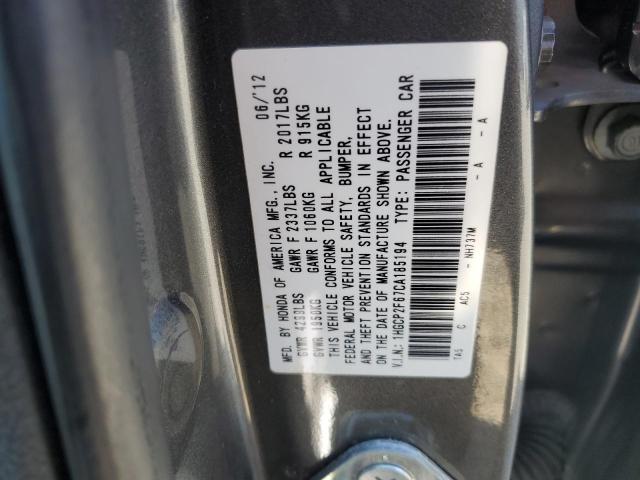 MFD. BY HONDA OF AMERICA MFG., INC. 06/'12
GVWR 4299LBS GAWR F 2337LBS R 2017LBS
GVWR 1950KG GAWR F 1060KG R 915KG
THIS VEHICLE CONFORMS TO ALL APPLICABLE
FEDERAL MOTOR VEHICLE SAFETY, BUMPER,
AND THEFT PREVENTION STANDARDS IN EFFECT
ON THE DATE OF MANUFACTURE SHOWN ABOVE.
V.I.N.: 1HGCP2F67CA185194 TYPE: PASSENGER CAR
TA5 C AC5 - NH737M - A - A